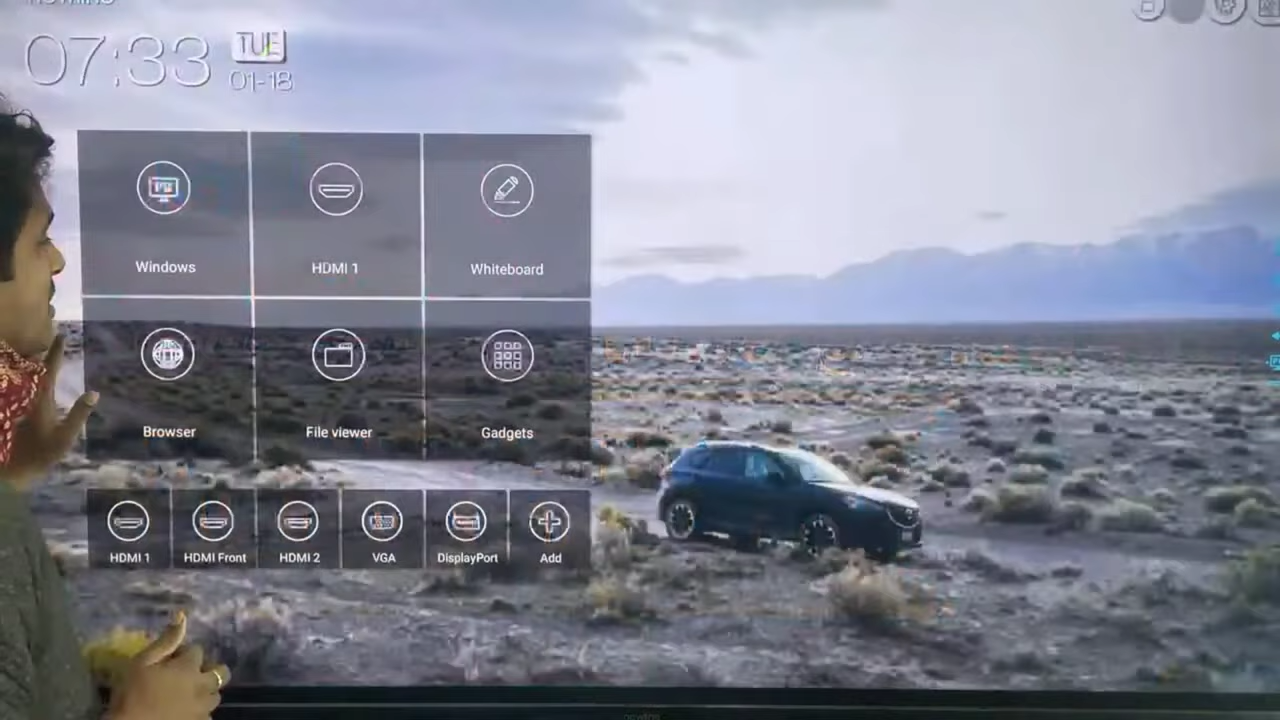 07:33
TUE
01-18
Windows
HDMI 1
Whiteboard
Browser
File viewer
Gadgets
HDMI 1
HDMI Front
HDMI 2
VGA
DisplayPort
Add